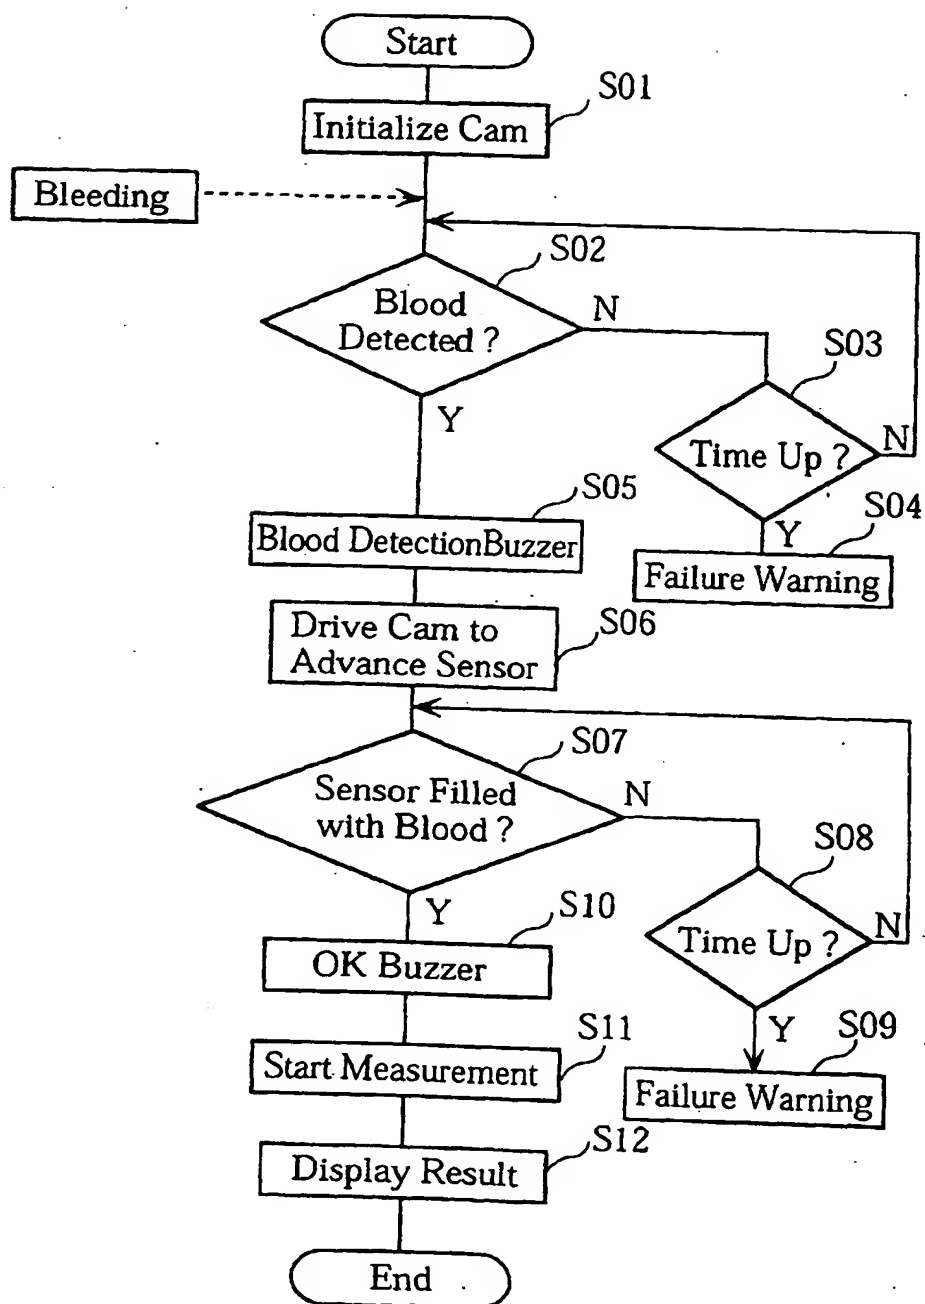 Start
S01
Initialize Cam
Bleeding
S02
Blood
Detected ?
N
Y
S03
Time Up ?
N
Y
S04
Failure Warning
S05
Blood DetectionBuzzer
S06
Drive Cam to
Advance Sensor
S07
Sensor Filled
with Blood ?
N
Y
S08
Time Up ?
N
Y
S09
Failure Warning
S10
OK Buzzer
S11
Start Measurement
S12
Display Result
End